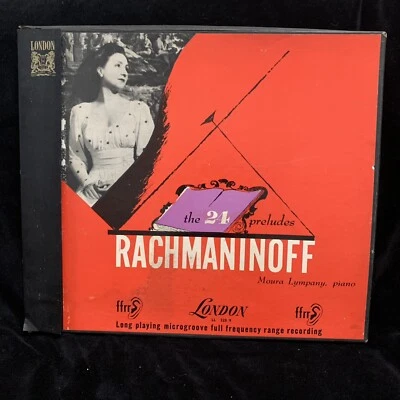 LONDON
the 24 preludes
RACHMANINOFF
Moura Lympany, piano
ffrr LONDON ffrr
Long playing microgroove full frequency range recording